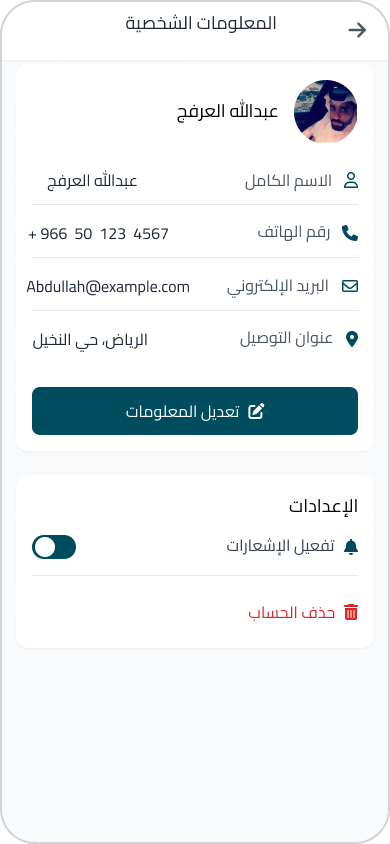 المعلومات الشخصية
عبدالله العرفج
الاسم الكامل عبدالله العرفج
رقم الهاتف + 966 50 123 4567
البريد الإلكتروني Abdullah@example.com
عنوان التوصيل الرياض، حي النخيل
تعديل المعلومات
الإعدادات
تفعيل الإشعارات
حذف الحساب